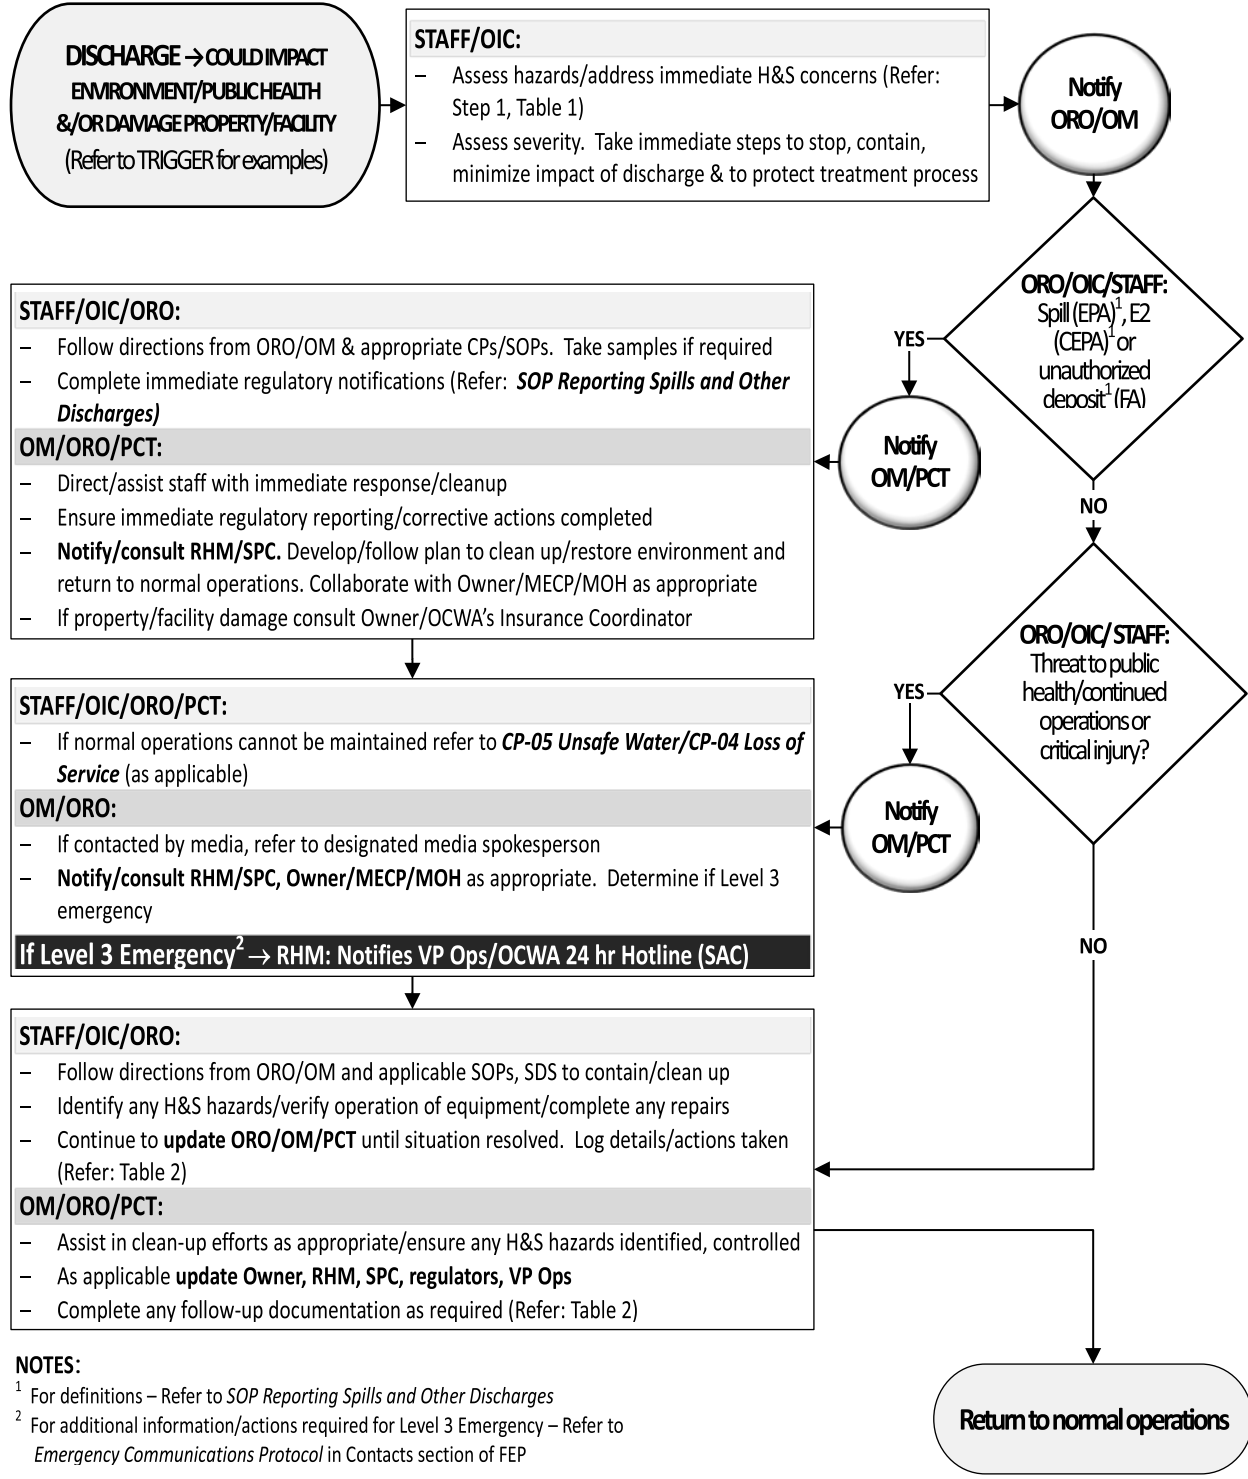 DISCHARGE → COULD IMPACT
ENVIRONMENT/PUBLIC HEALTH
&/OR DAMAGE PROPERTY/FACILITY
(Refer to TRIGGER for examples)
STAFF/OIC:
– Assess hazards/address immediate H&S concerns (Refer:
Step 1, Table 1)
– Assess severity. Take immediate steps to stop, contain,
minimize impact of discharge & to protect treatment process
Notify
ORO/OM
ORO/OIC/STAFF:
Spill (EPA)1, E2
(CEPA)1 or
unauthorized
deposit1 (FA)
YES
Notify
OM/PCT
NO
STAFF/OIC/ORO:
– Follow directions from ORO/OM & appropriate CPs/SOPs. Take samples if required
– Complete immediate regulatory notifications (Refer: SOP Reporting Spills and Other
Discharges)
OM/ORO/PCT:
– Direct/assist staff with immediate response/cleanup
– Ensure immediate regulatory reporting/corrective actions completed
– Notify/consult RHM/SPC. Develop/follow plan to clean up/restore environment and
return to normal operations. Collaborate with Owner/MECP/MOH as appropriate
– If property/facility damage consult Owner/OCWA's Insurance Coordinator
ORO/OIC/ STAFF:
Threat to public
health/continued
operations or
critical injury?
YES
Notify
OM/PCT
NO
STAFF/OIC/ORO/PCT:
– If normal operations cannot be maintained refer to CP-05 Unsafe Water/CP-04 Loss of
Service (as applicable)
OM/ORO:
– If contacted by media, refer to designated media spokesperson
– Notify/consult RHM/SPC, Owner/MECP/MOH as appropriate. Determine if Level 3
emergency
If Level 3 Emergency2 → RHM: Notifies VP Ops/OCWA 24 hr Hotline (SAC)
STAFF/OIC/ORO:
– Follow directions from ORO/OM and applicable SOPs, SDS to contain/clean up
– Identify any H&S hazards/verify operation of equipment/complete any repairs
– Continue to update ORO/OM/PCT until situation resolved. Log details/actions taken
(Refer: Table 2)
OM/ORO/PCT:
– Assist in clean-up efforts as appropriate/ensure any H&S hazards identified, controlled
– As applicable update Owner, RHM, SPC, regulators, VP Ops
– Complete any follow-up documentation as required (Refer: Table 2)
Return to normal operations
NOTES:
1 For definitions – Refer to SOP Reporting Spills and Other Discharges
2 For additional information/actions required for Level 3 Emergency – Refer to
Emergency Communications Protocol in Contacts section of FEP